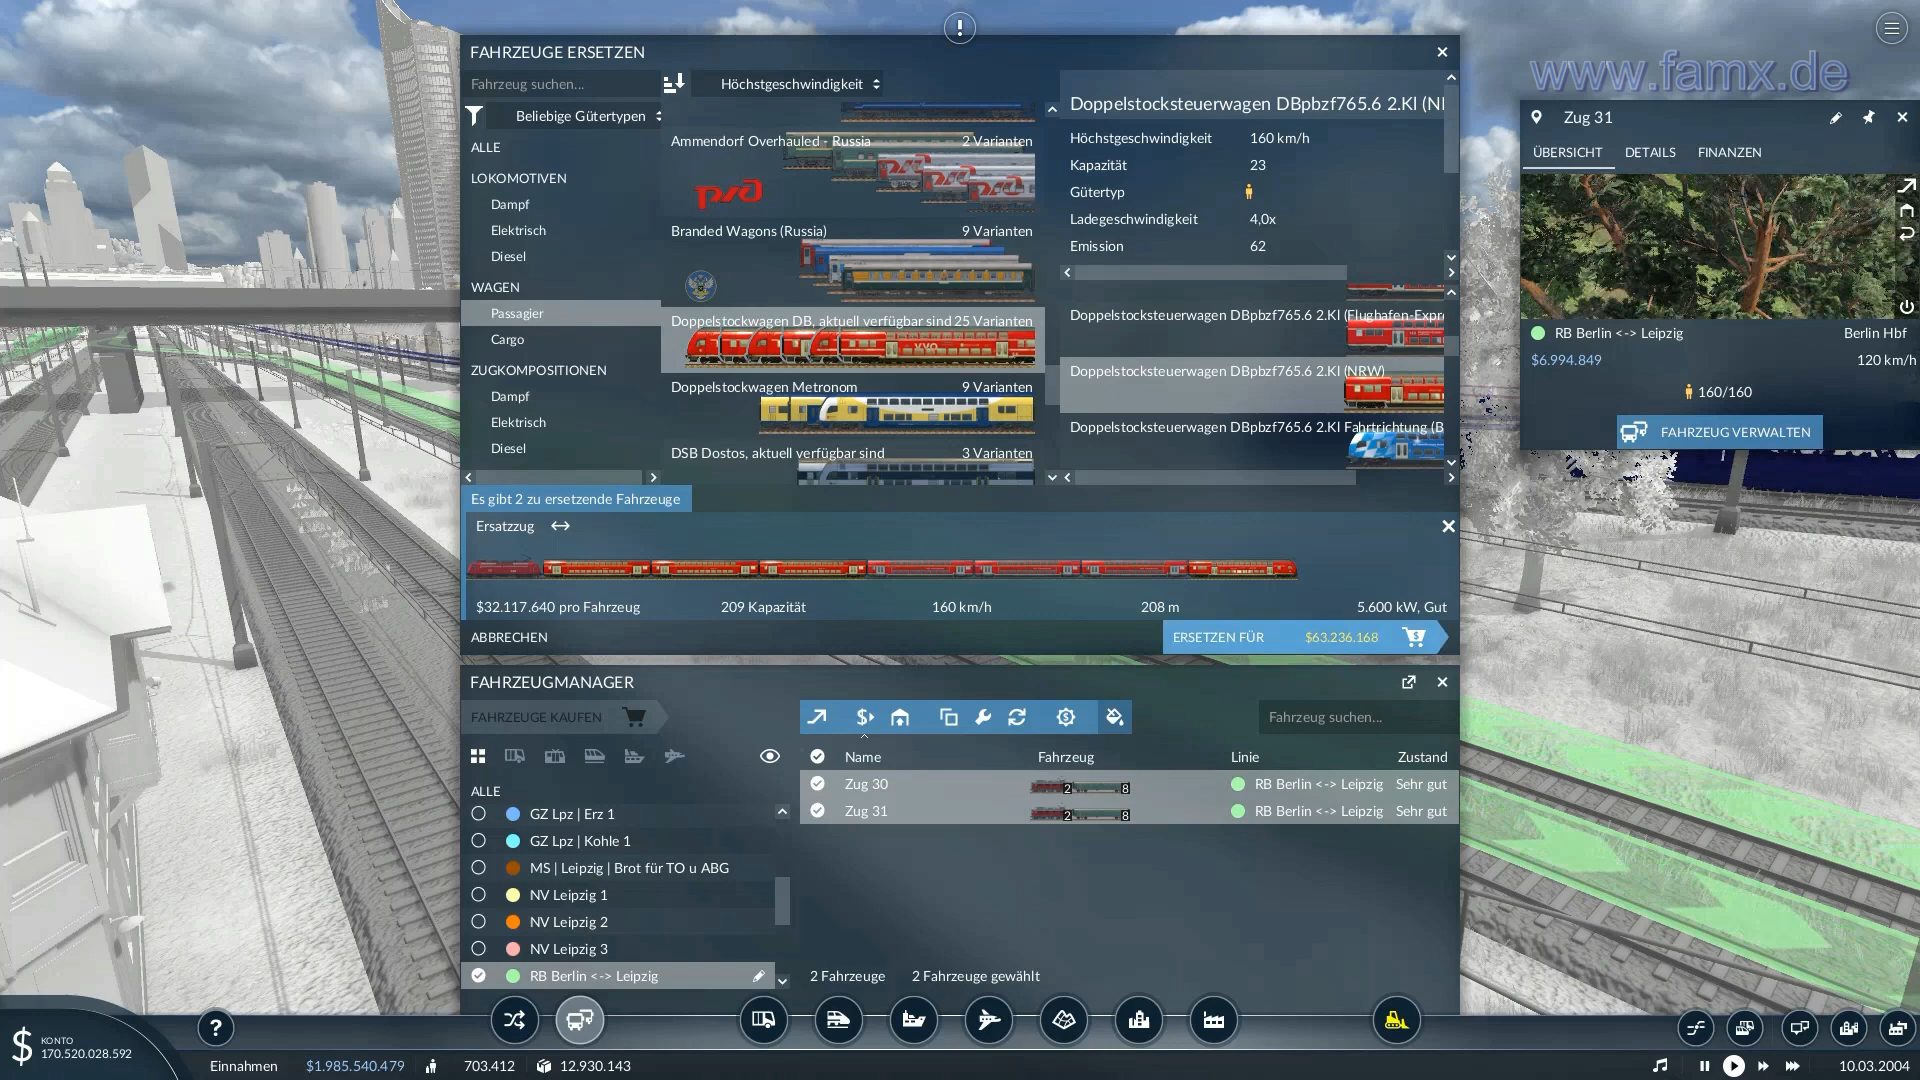 FAHRZEUGE ERSETZEN
Fahrzeug suchen...
Höchstgeschwindigkeit
Beliebige Gütertypen
ALLE
LOKOMOTIVEN
Dampf
Elektrisch
Diesel
WAGEN
Passagier
Cargo
ZUGKOMPOSITIONEN
Dampf
Elektrisch
Diesel
Ammendorf Overhauled - Russia 2 Varianten
Branded Wagons (Russia) 9 Varianten
Doppelstockwagen DB, aktuell verfügbar sind 25 Varianten
Doppelstockwagen Metronom 9 Varianten
DSB Dostos, aktuell verfügbar sind 3 Varianten
Doppelstocksteuerwagen DBpbzf765.6 2.Kl (NI
Höchstgeschwindigkeit 160 km/h
Kapazität 23
Gütertyp
Ladegeschwindigkeit 4,0x
Emission 62
Doppelstocksteuerwagen DBpbzf765.6 2.Kl (Flughafen-Expre
Doppelstocksteuerwagen DBpbzf765.6 2.Kl (NRW)
Doppelstocksteuerwagen DBpbzf765.6 2.Kl Fahrtrichtung (B
Es gibt 2 zu ersetzende Fahrzeuge
Ersatzzug
$32.117.640 pro Fahrzeug 209 Kapazität 160 km/h 208 m 5.600 kW, Gut
ABBRECHEN
ERSETZEN FÜR $63.236.168
FAHRZEUGMANAGER
FAHRZEUGE KAUFEN
Fahrzeug suchen...
ALLE
GZ Lpz | Erz 1
GZ Lpz | Kohle 1
MS | Leipzig | Brot für TO u ABG
NV Leipzig 1
NV Leipzig 2
NV Leipzig 3
RB Berlin <-> Leipzig
Name Fahrzeug Linie Zustand
Zug 30 2 8 RB Berlin <-> Leipzig Sehr gut
Zug 31 2 8 RB Berlin <-> Leipzig Sehr gut
2 Fahrzeuge 2 Fahrzeuge gewählt
www.famx.de
Zug 31
ÜBERSICHT DETAILS FINANZEN
RB Berlin <-> Leipzig Berlin Hbf
$6.994.849 120 km/h
160/160
FAHRZEUG VERWALTEN
KONTO
170.520.028.592
Einnahmen $1.985.540.479 703.412 12.930.143
10.03.2004